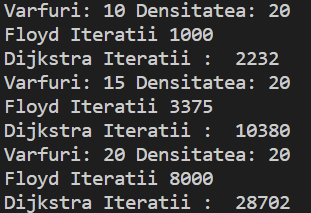 Varfuri: 10 Densitatea: 20
Floyd Iteratii 1000
Dijkstra Iteratii :  2232
Varfuri: 15 Densitatea: 20
Floyd Iteratii 3375
Dijkstra Iteratii :  10380
Varfuri: 20 Densitatea: 20
Floyd Iteratii 8000
Dijkstra Iteratii :  28702